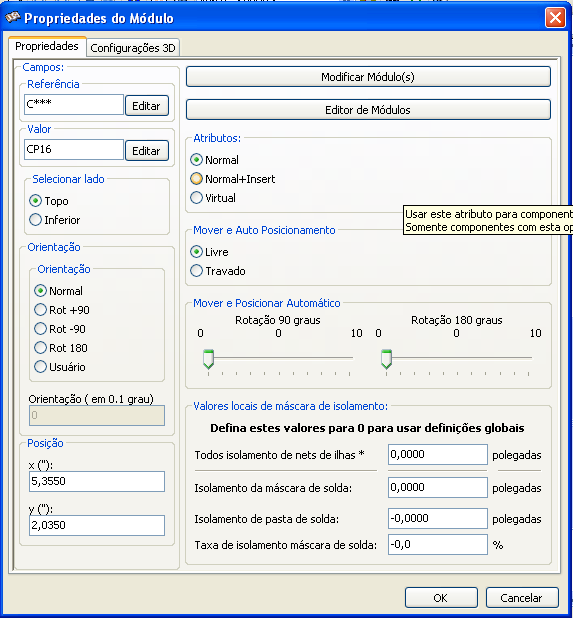 Propriedades do Módulo
Propriedades
Configurações 3D
Campos:
Referência
C***
Editar
Valor
CP16
Editar
Selecionar lado
Topo
Inferior
Orientação
Orientação
Normal
Rot +90
Rot -90
Rot 180
Usuário
Orientação ( em 0.1 grau)
0
Posição
x ("):
5,3550
y ("):
2,0350
Modificar Módulo(s)
Editor de Módulos
Atributos:
Normal
Normal+Insert
Virtual
Usar este atributo para component
Somente componentes com esta op
Mover e Auto Posicionamento
Livre
Travado
Mover e Posicionar Automático
Rotação 90 graus
0 0 10
Rotação 180 graus
0 0 10
Valores locais de máscara de isolamento:
Defina estes valores para 0 para usar definições globais
Todos isolamento de nets de ilhas * 0,0000 polegadas
Isolamento da máscara de solda: 0,0000 polegadas
Isolamento de pasta de solda: -0,0000 polegadas
Taxa de isolamento máscara de solda: -0,0 %
OK
Cancelar